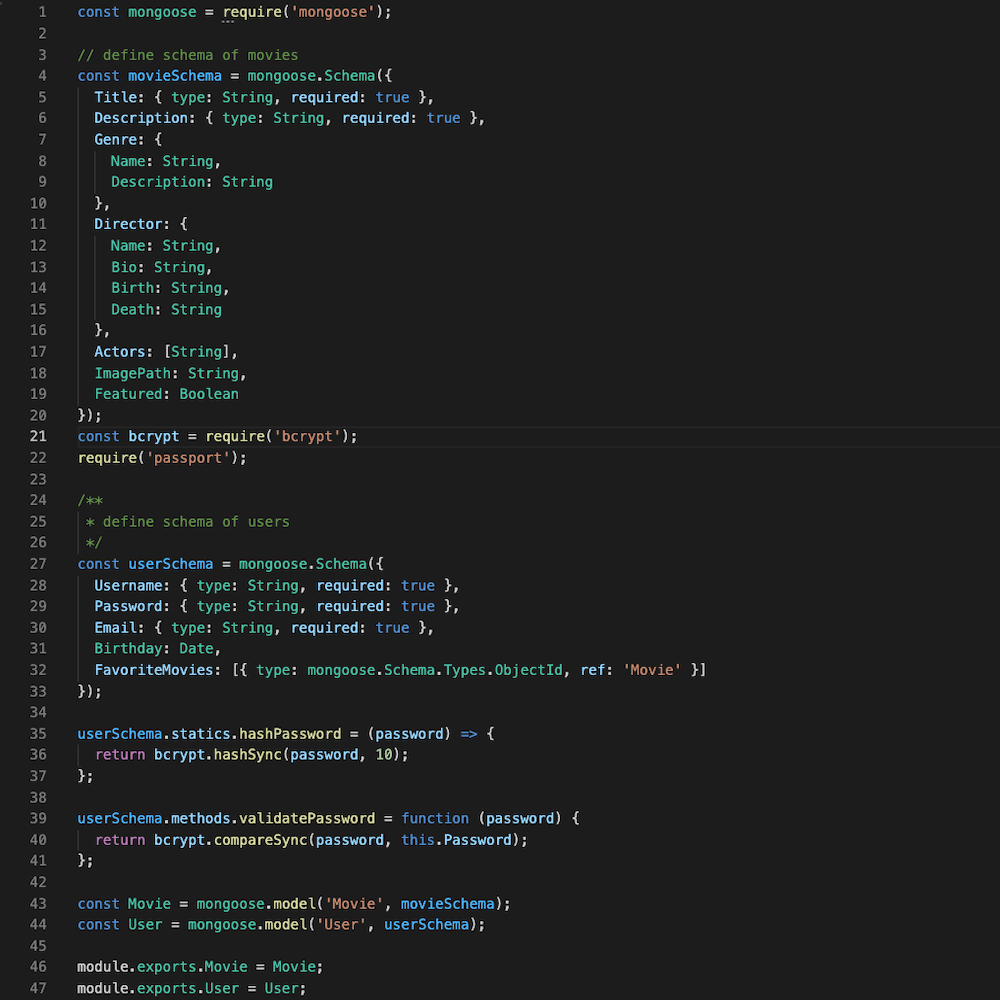 1 const mongoose = require('mongoose');
2
3 // define schema of movies
4 const movieSchema = mongoose.Schema({
5   Title: { type: String, required: true },
6   Description: { type: String, required: true },
7   Genre: {
8     Name: String,
9     Description: String
10   },
11   Director: {
12     Name: String,
13     Bio: String,
14     Birth: String,
15     Death: String
16   },
17   Actors: [String],
18   ImagePath: String,
19   Featured: Boolean
20 });
21 const bcrypt = require('bcrypt');
22 require('passport');
23
24 /**
25  * define schema of users
26  */
27 const userSchema = mongoose.Schema({
28   Username: { type: String, required: true },
29   Password: { type: String, required: true },
30   Email: { type: String, required: true },
31   Birthday: Date,
32   FavoriteMovies: [{ type: mongoose.Schema.Types.ObjectId, ref: 'Movie' }]
33 });
34
35 userSchema.statics.hashPassword = (password) => {
36   return bcrypt.hashSync(password, 10);
37 };
38
39 userSchema.methods.validatePassword = function (password) {
40   return bcrypt.compareSync(password, this.Password);
41 };
42
43 const Movie = mongoose.model('Movie', movieSchema);
44 const User = mongoose.model('User', userSchema);
45
46 module.exports.Movie = Movie;
47 module.exports.User = User;